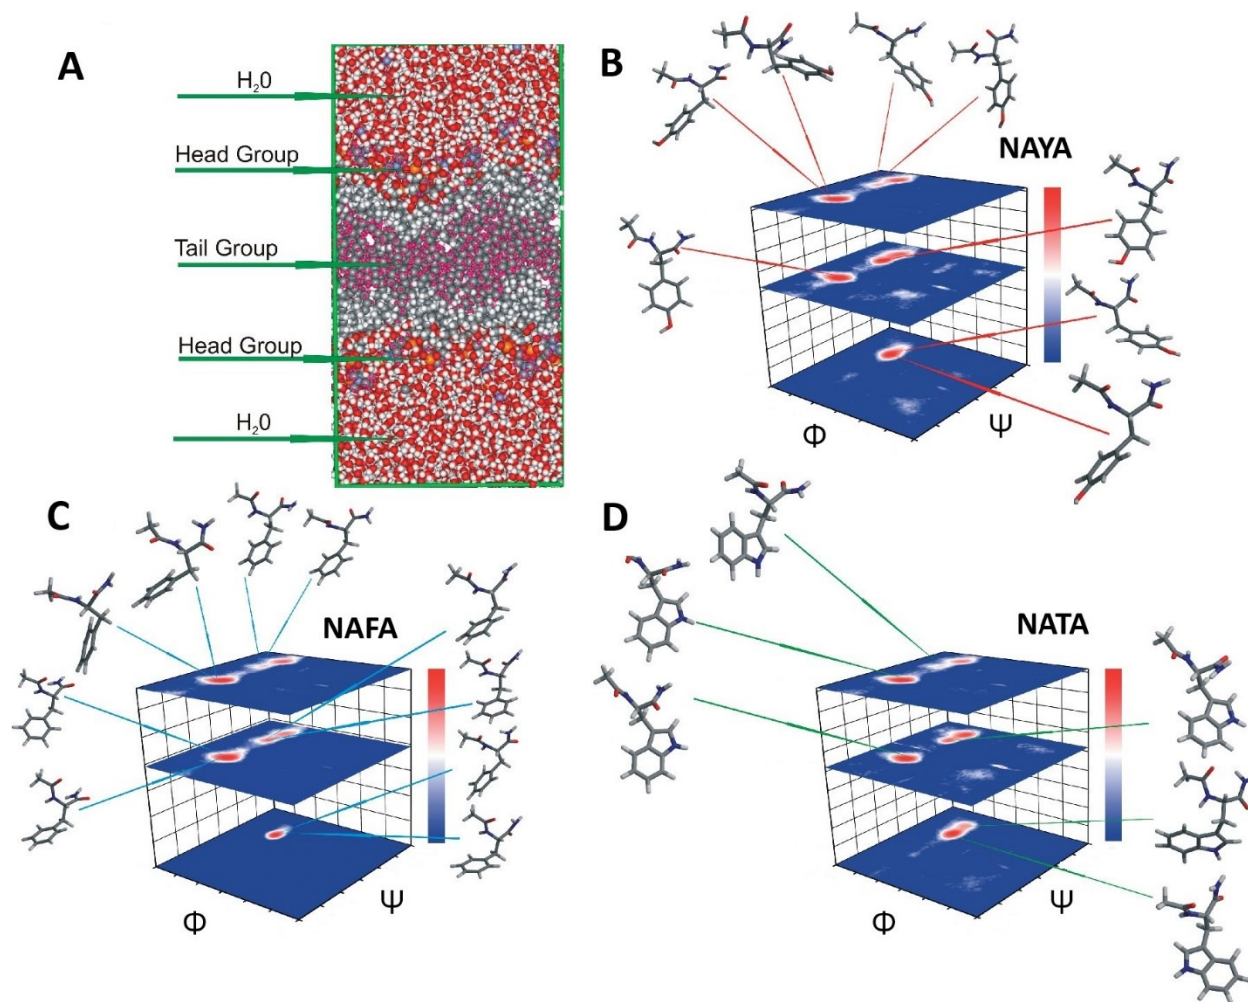 A
H₂0
Head Group
Tail Group
Head Group
H₂0
B
NAYA
Φ
Ψ
C
NAFA
Φ
Ψ
D
NATA
Φ
Ψ